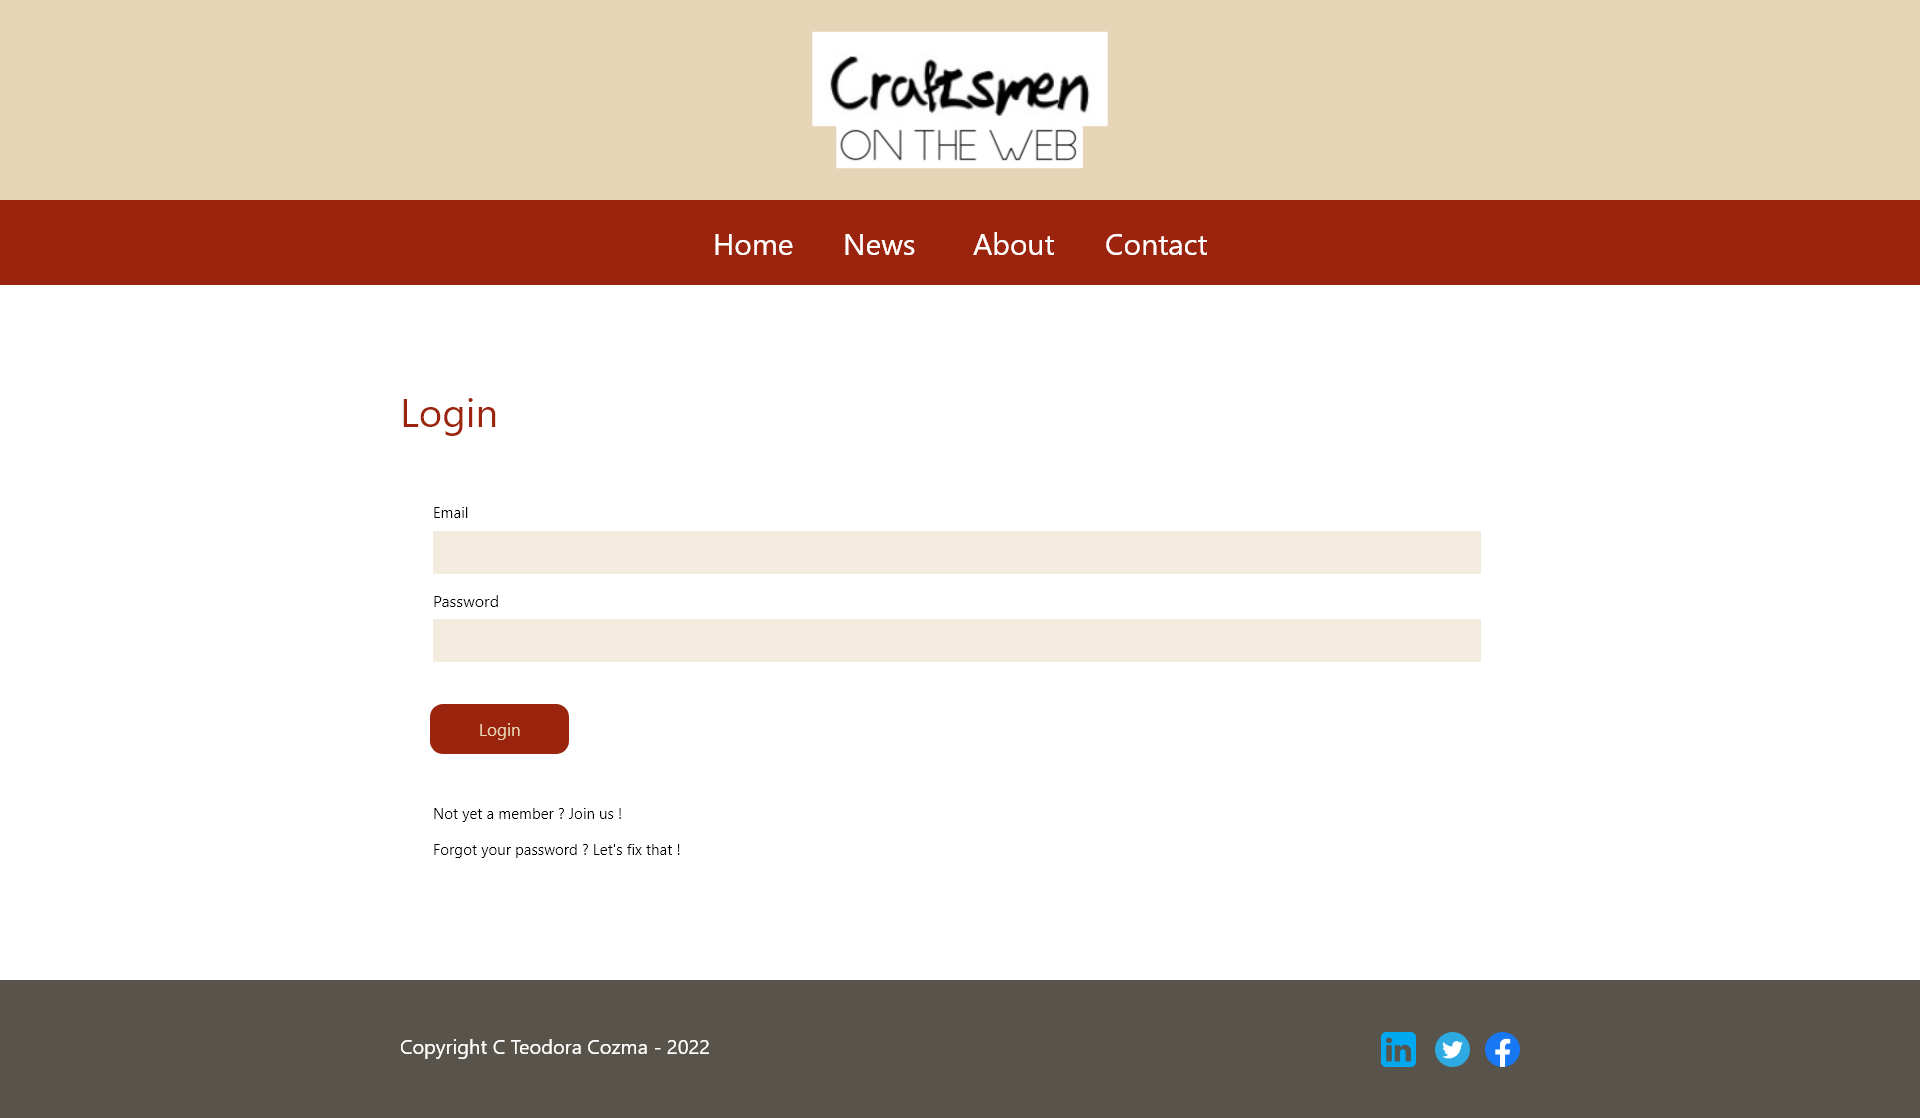 Craftsmen
ON THE WEB
Home News About Contact
Login
Email
Password
Login
Not yet a member ? Join us !
Forgot your password ? Let's fix that !
Copyright C Teodora Cozma - 2022
in